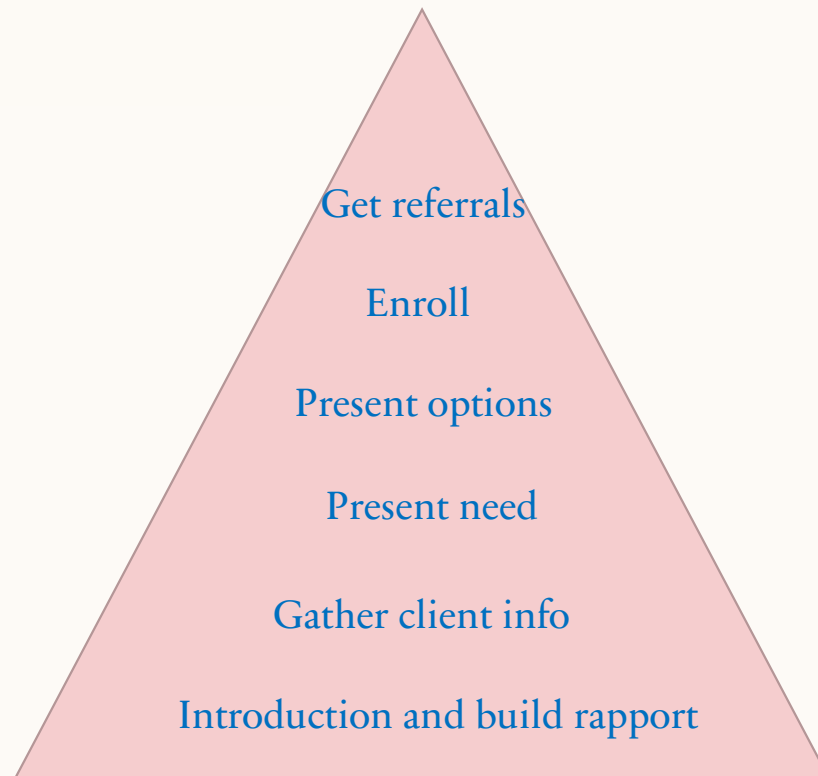 Get referrals
Enroll
Present options
Present need
Gather client info
Introduction and build rapport